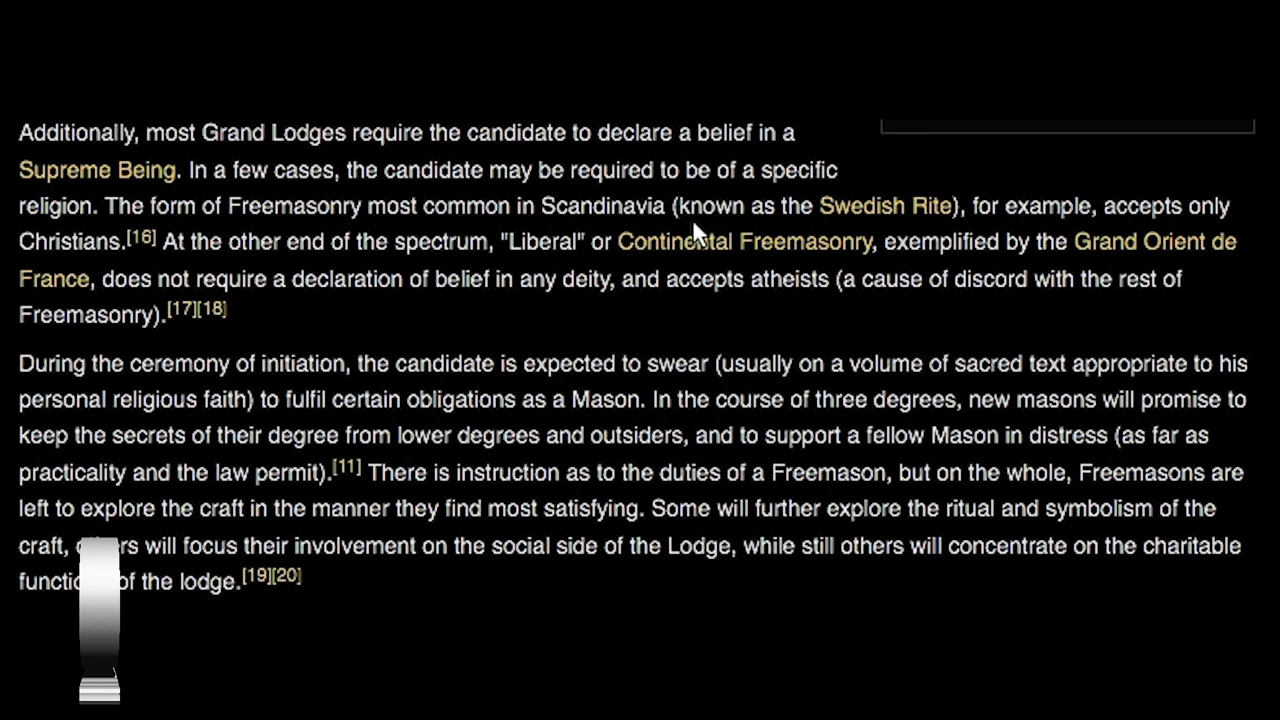 Additionally, most Grand Lodges require the candidate to declare a belief in a
Supreme Being. In a few cases, the candidate may be required to be of a specific
religion. The form of Freemasonry most common in Scandinavia (known as the Swedish Rite), for example, accepts only
Christians.[16] At the other end of the spectrum, "Liberal" or Continental Freemasonry, exemplified by the Grand Orient de
France, does not require a declaration of belief in any deity, and accepts atheists (a cause of discord with the rest of
Freemasonry).[17][18]
During the ceremony of initiation, the candidate is expected to swear (usually on a volume of sacred text appropriate to his
personal religious faith) to fulfil certain obligations as a Mason. In the course of three degrees, new masons will promise to
keep the secrets of their degree from lower degrees and outsiders, and to support a fellow Mason in distress (as far as
practicality and the law permit).[11] There is instruction as to the duties of a Freemason, but on the whole, Freemasons are
left to explore the craft in the manner they find most satisfying. Some will further explore the ritual and symbolism of the
craft, others will focus their involvement on the social side of the Lodge, while still others will concentrate on the charitable
of the lodge.[19][20]